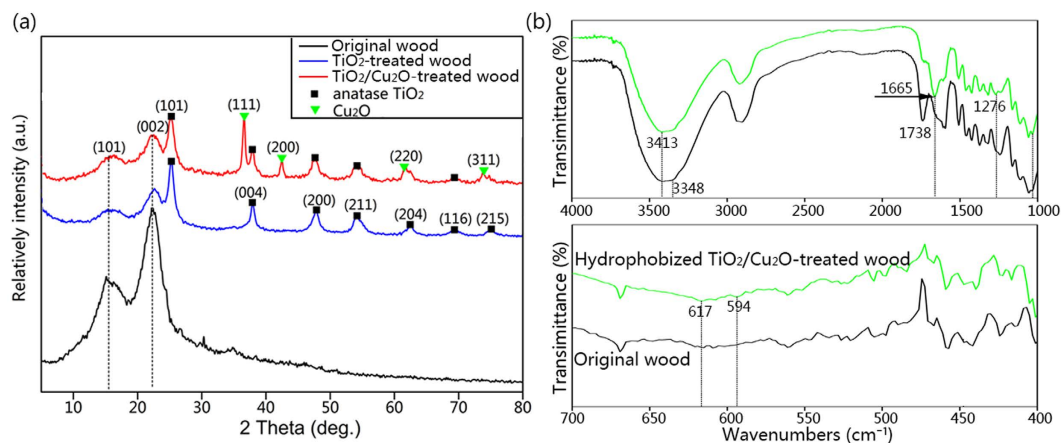 (a)
Relatively intensity (a.u.)
Original wood
TiO₂-treated wood
TiO₂/Cu₂O-treated wood
anatase TiO₂
Cu₂O
(101)
(002)
(101)
(111)
(200)
(220)
(311)
(004)
(200)
(211)
(204)
(116)
(215)
10 20 30 40 50 60 70 80
2 Theta (deg.)
(b)
Transimittance (%)
3413
3348
1665
1738
1276
4000 3500 3000 2500 2000 1500 1000
Transimittance (%)
Hydrophobized TiO₂/Cu₂O-treated wood
617
594
Original wood
700 650 600 550 500 450 400
Wavenumbers (cm⁻¹)